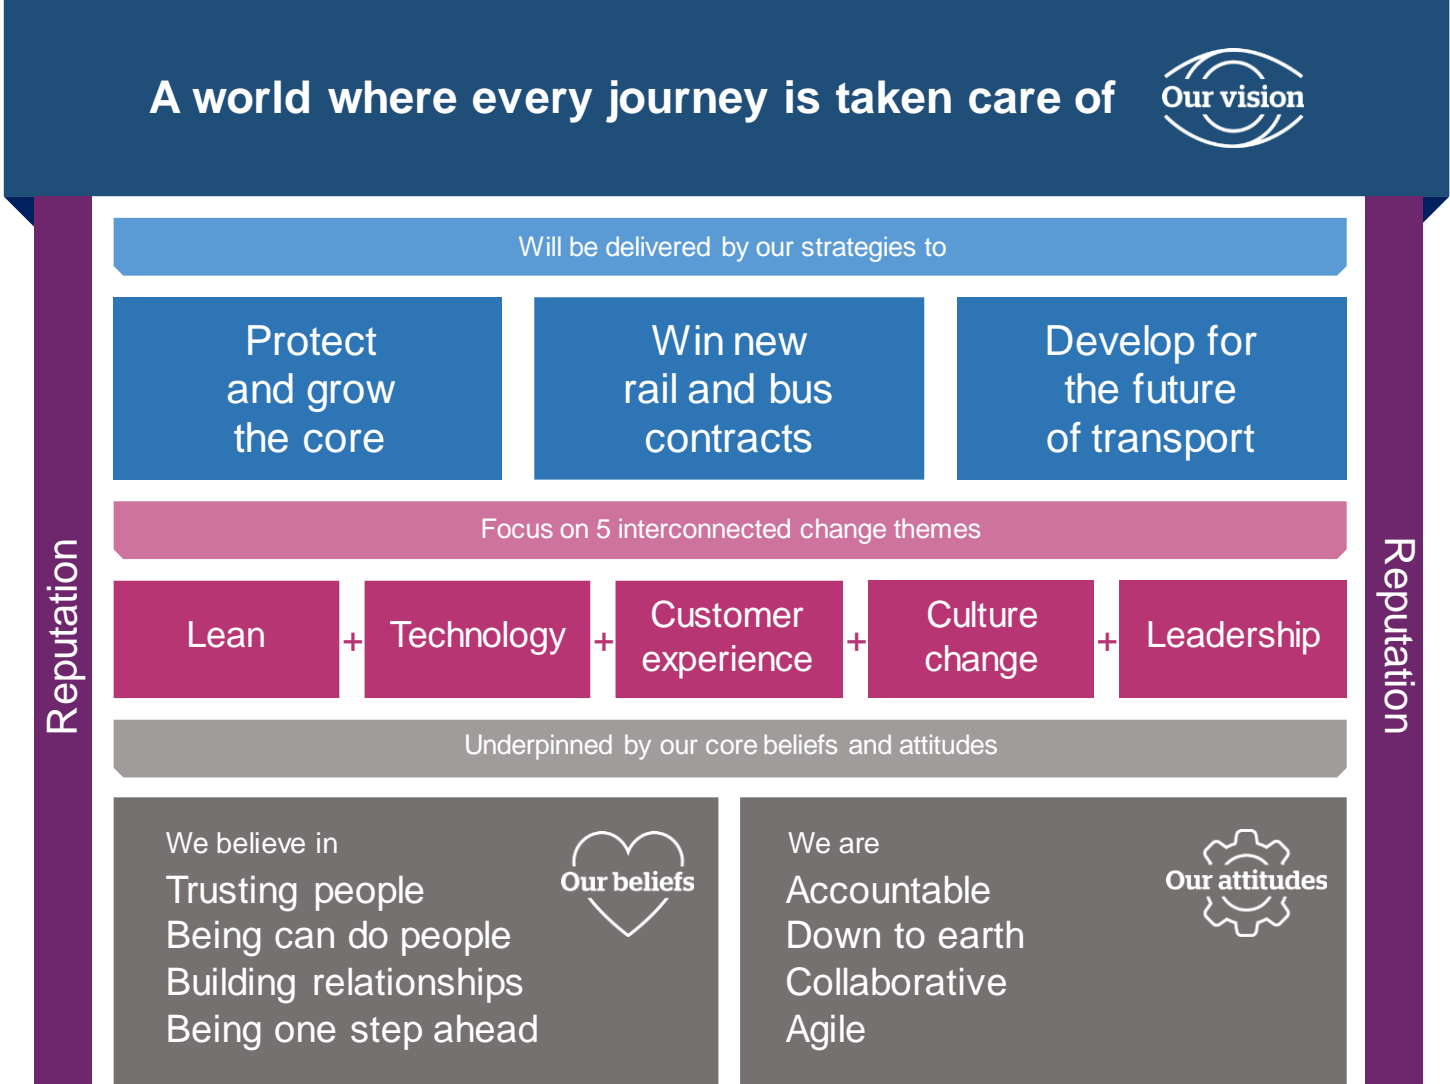 A world where every journey is taken care of
Our vision
Will be delivered by our strategies to
Protect
and grow
the core
Win new
rail and bus
contracts
Develop for
the future
of transport
Focus on 5 interconnected change themes
Reputation
Lean
+
Technology
+
Customer
experience
+
Culture
change
+
Leadership
Reputation
Underpinned by our core beliefs and attitudes
We believe in
Trusting people
Being can do people
Building relationships
Being one step ahead
Our beliefs
We are
Accountable
Down to earth
Collaborative
Agile
Our attitudes